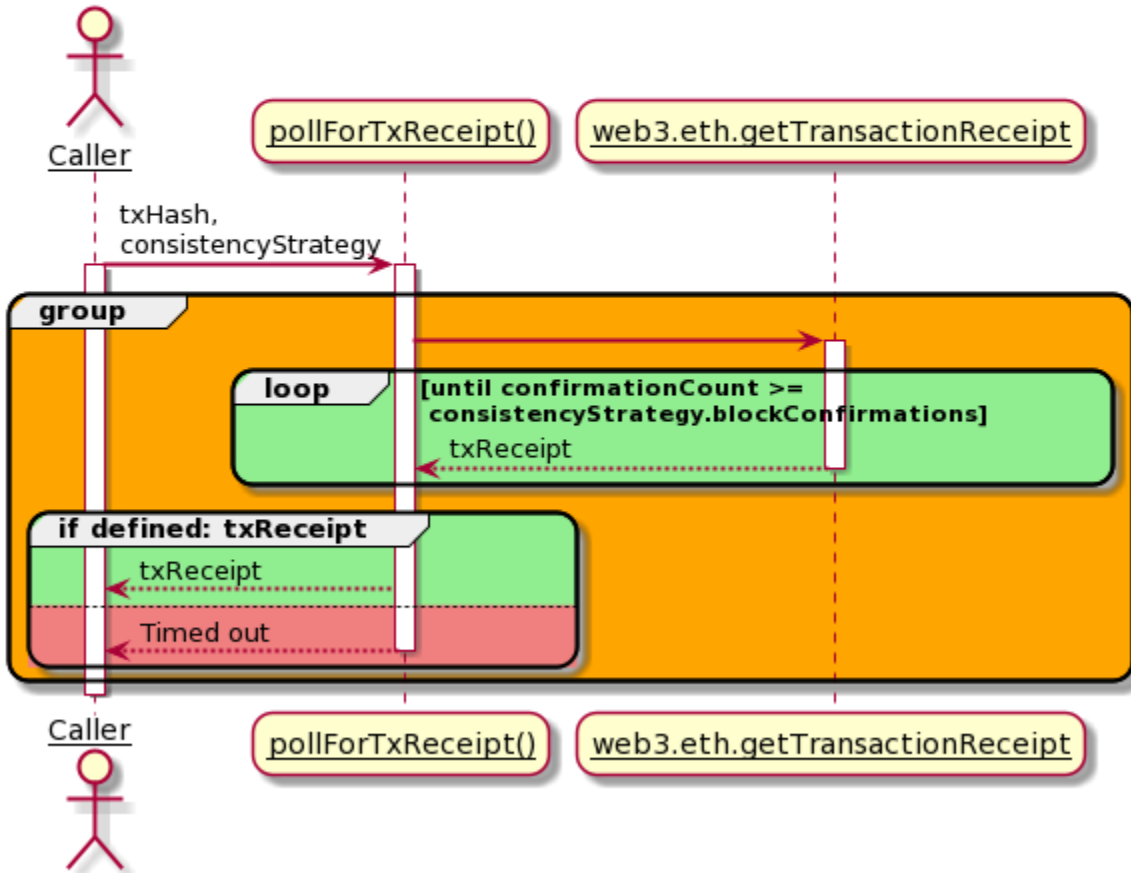 Caller
pollForTxReceipt()
web3.eth.getTransactionReceipt
txHash,
consistencyStrategy
group
loop
[until confirmationCount >=
consistencyStrategy.blockConfirmations]
txReceipt
if defined: txReceipt
txReceipt
Timed out
Caller
pollForTxReceipt()
web3.eth.getTransactionReceipt